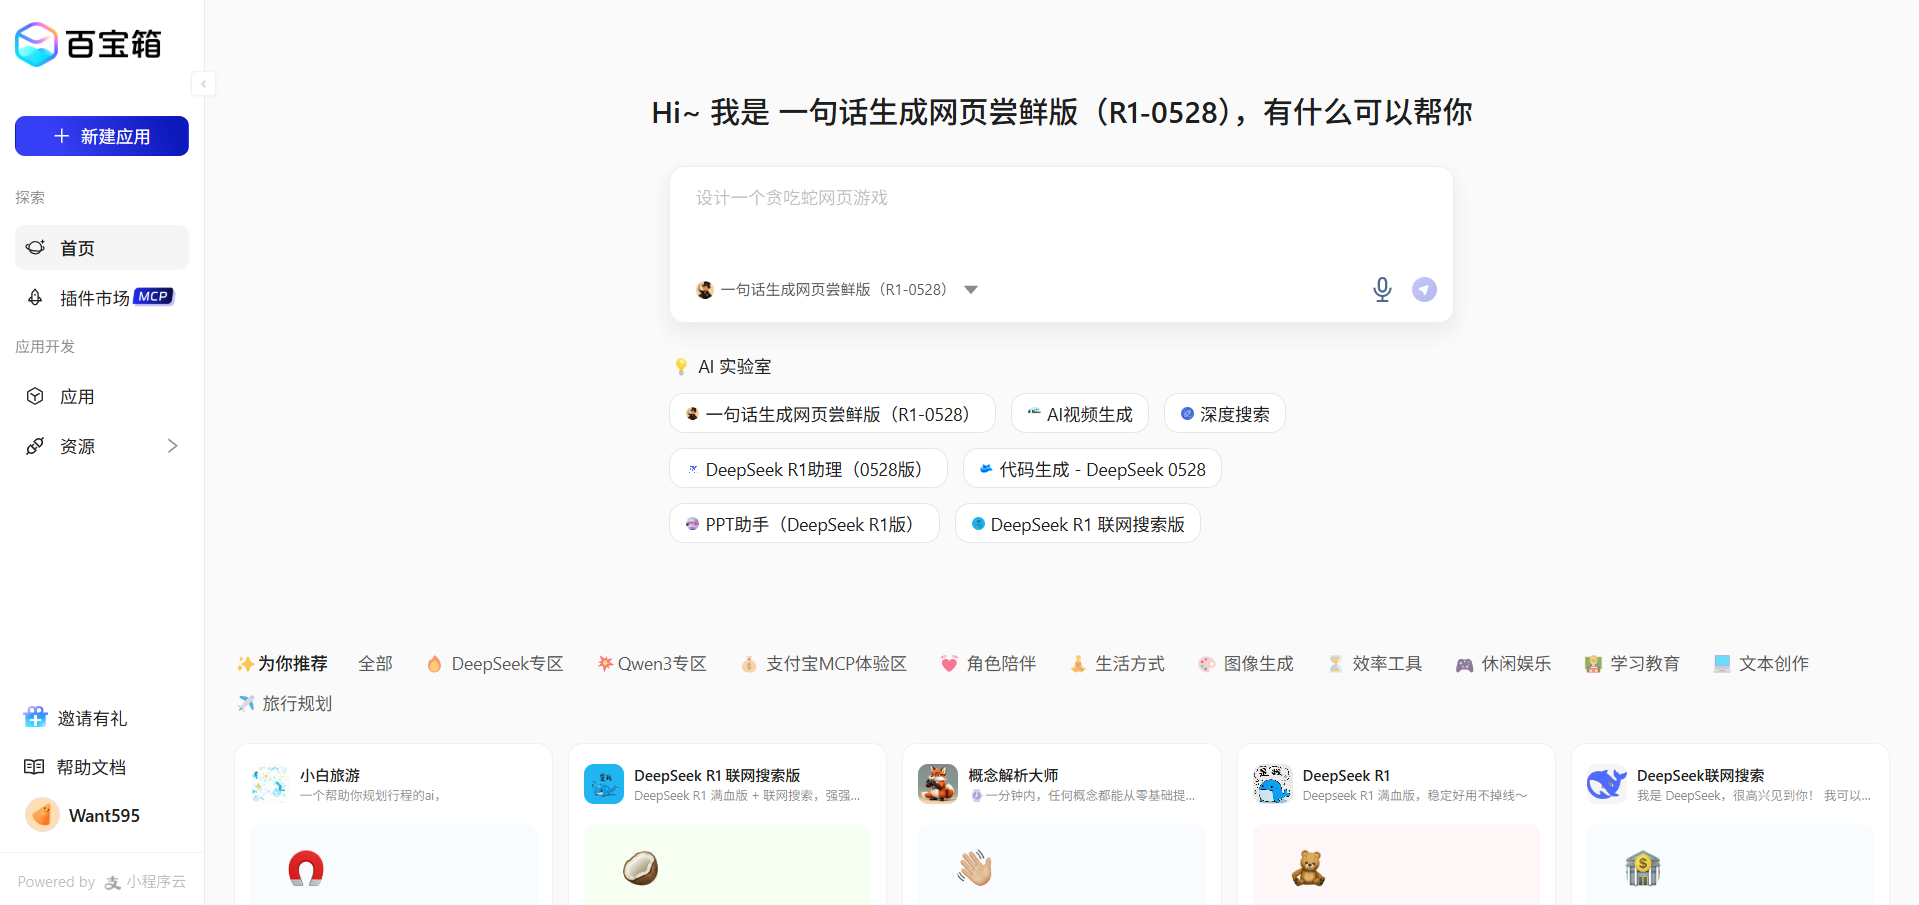 百宝箱
新建应用
探索
首页
插件市场 MCP
应用开发
应用
资源
邀请有礼
帮助文档
Want595
Powered by 支 小程序云
Hi~ 我是 一句话生成网页尝鲜版（R1-0528），有什么可以帮你
设计一个贪吃蛇网页游戏
一句话生成网页尝鲜版（R1-0528）
AI 实验室
一句话生成网页尝鲜版（R1-0528） AI视频生成 深度搜索
DeepSeek R1助理（0528版） 代码生成 - DeepSeek 0528
PPT助手（DeepSeek R1版） DeepSeek R1 联网搜索版
为你推荐 全部 DeepSeek专区 Qwen3专区 支付宝MCP体验区 角色陪伴 生活方式 图像生成 效率工具 休闲娱乐 学习教育 文本创作
旅行规划
小白旅游
一个帮助你规划行程的ai，
DeepSeek R1 联网搜索版
DeepSeek R1 满血版 + 联网搜索，强强...
概念解析大师
一分钟内，任何概念都能从零基础提...
DeepSeek R1
Deepseek R1 满血版，稳定好用不掉线～
DeepSeek联网搜索
我是 DeepSeek，很高兴见到你！ 我可以...